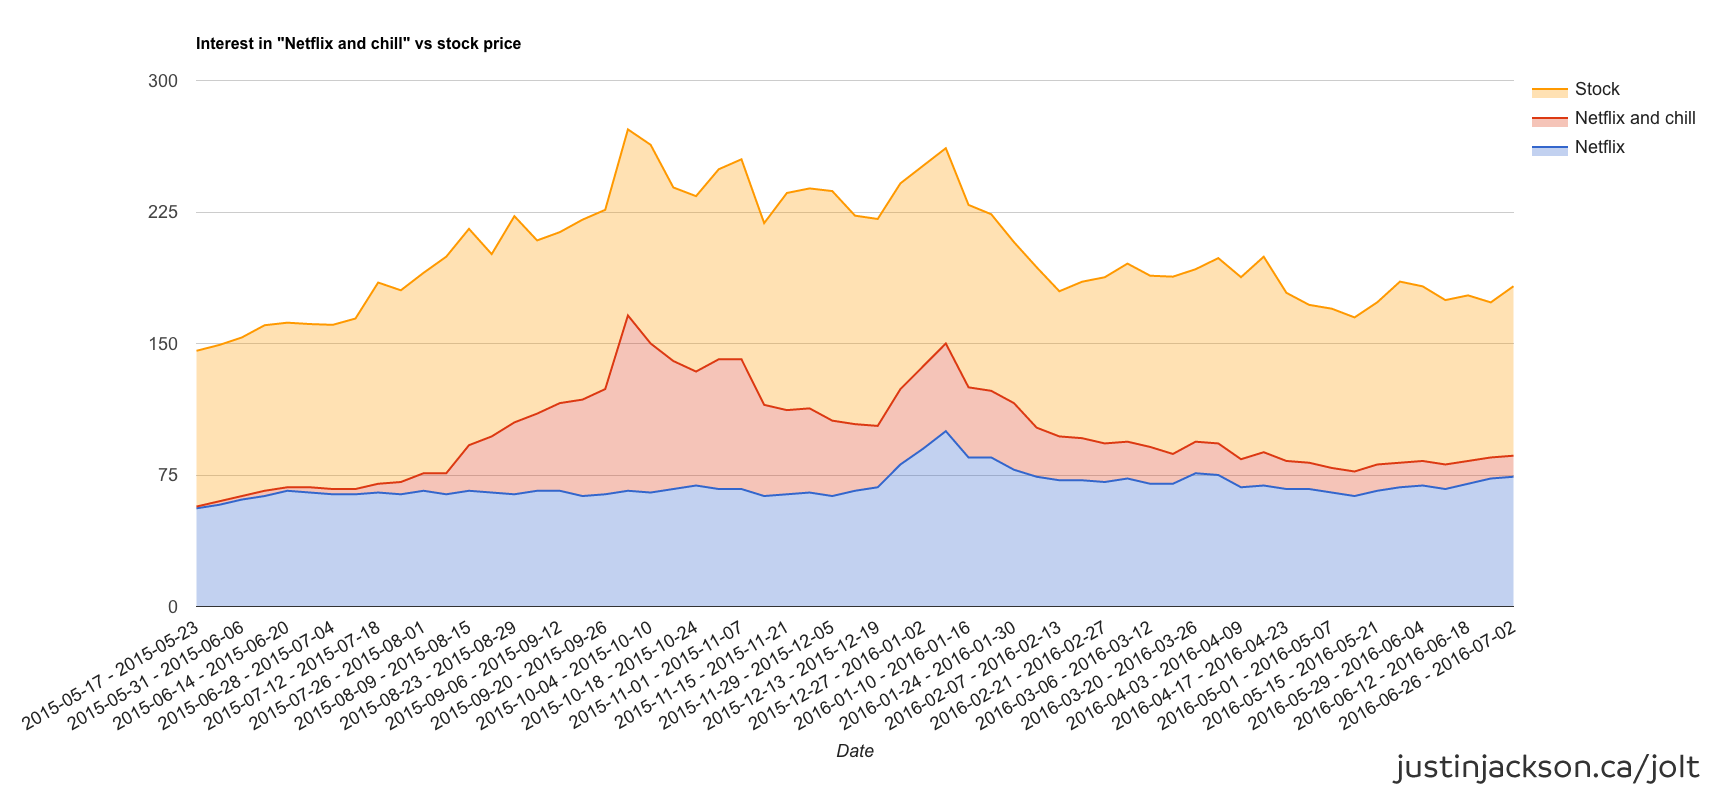 Interest in "Netflix and chill" vs stock price
300
225
150
75
0
Stock
Netflix and chill
Netflix
2015-05-17 - 2015-05-23
2015-05-31 - 2015-06-06
2015-06-14 - 2015-06-20
2015-06-28 - 2015-07-04
2015-07-12 - 2015-07-18
2015-07-26 - 2015-08-01
2015-08-09 - 2015-08-15
2015-08-23 - 2015-08-29
2015-09-06 - 2015-09-12
2015-09-20 - 2015-09-26
2015-10-04 - 2015-10-10
2015-10-18 - 2015-10-24
2015-11-01 - 2015-11-07
2015-11-15 - 2015-11-21
2015-11-29 - 2015-12-05
2015-12-13 - 2015-12-19
2015-12-27 - 2016-01-02
2016-01-10 - 2016-01-16
2016-01-24 - 2016-01-30
2016-02-07 - 2016-02-13
2016-02-21 - 2016-02-27
2016-03-06 - 2016-03-12
2016-03-20 - 2016-03-26
2016-04-03 - 2016-04-09
2016-04-17 - 2016-04-23
2016-05-01 - 2016-05-07
2016-05-15 - 2016-05-21
2016-05-29 - 2016-06-04
2016-06-12 - 2016-06-18
2016-06-26 - 2016-07-02
Date
justinjackson.ca/jolt